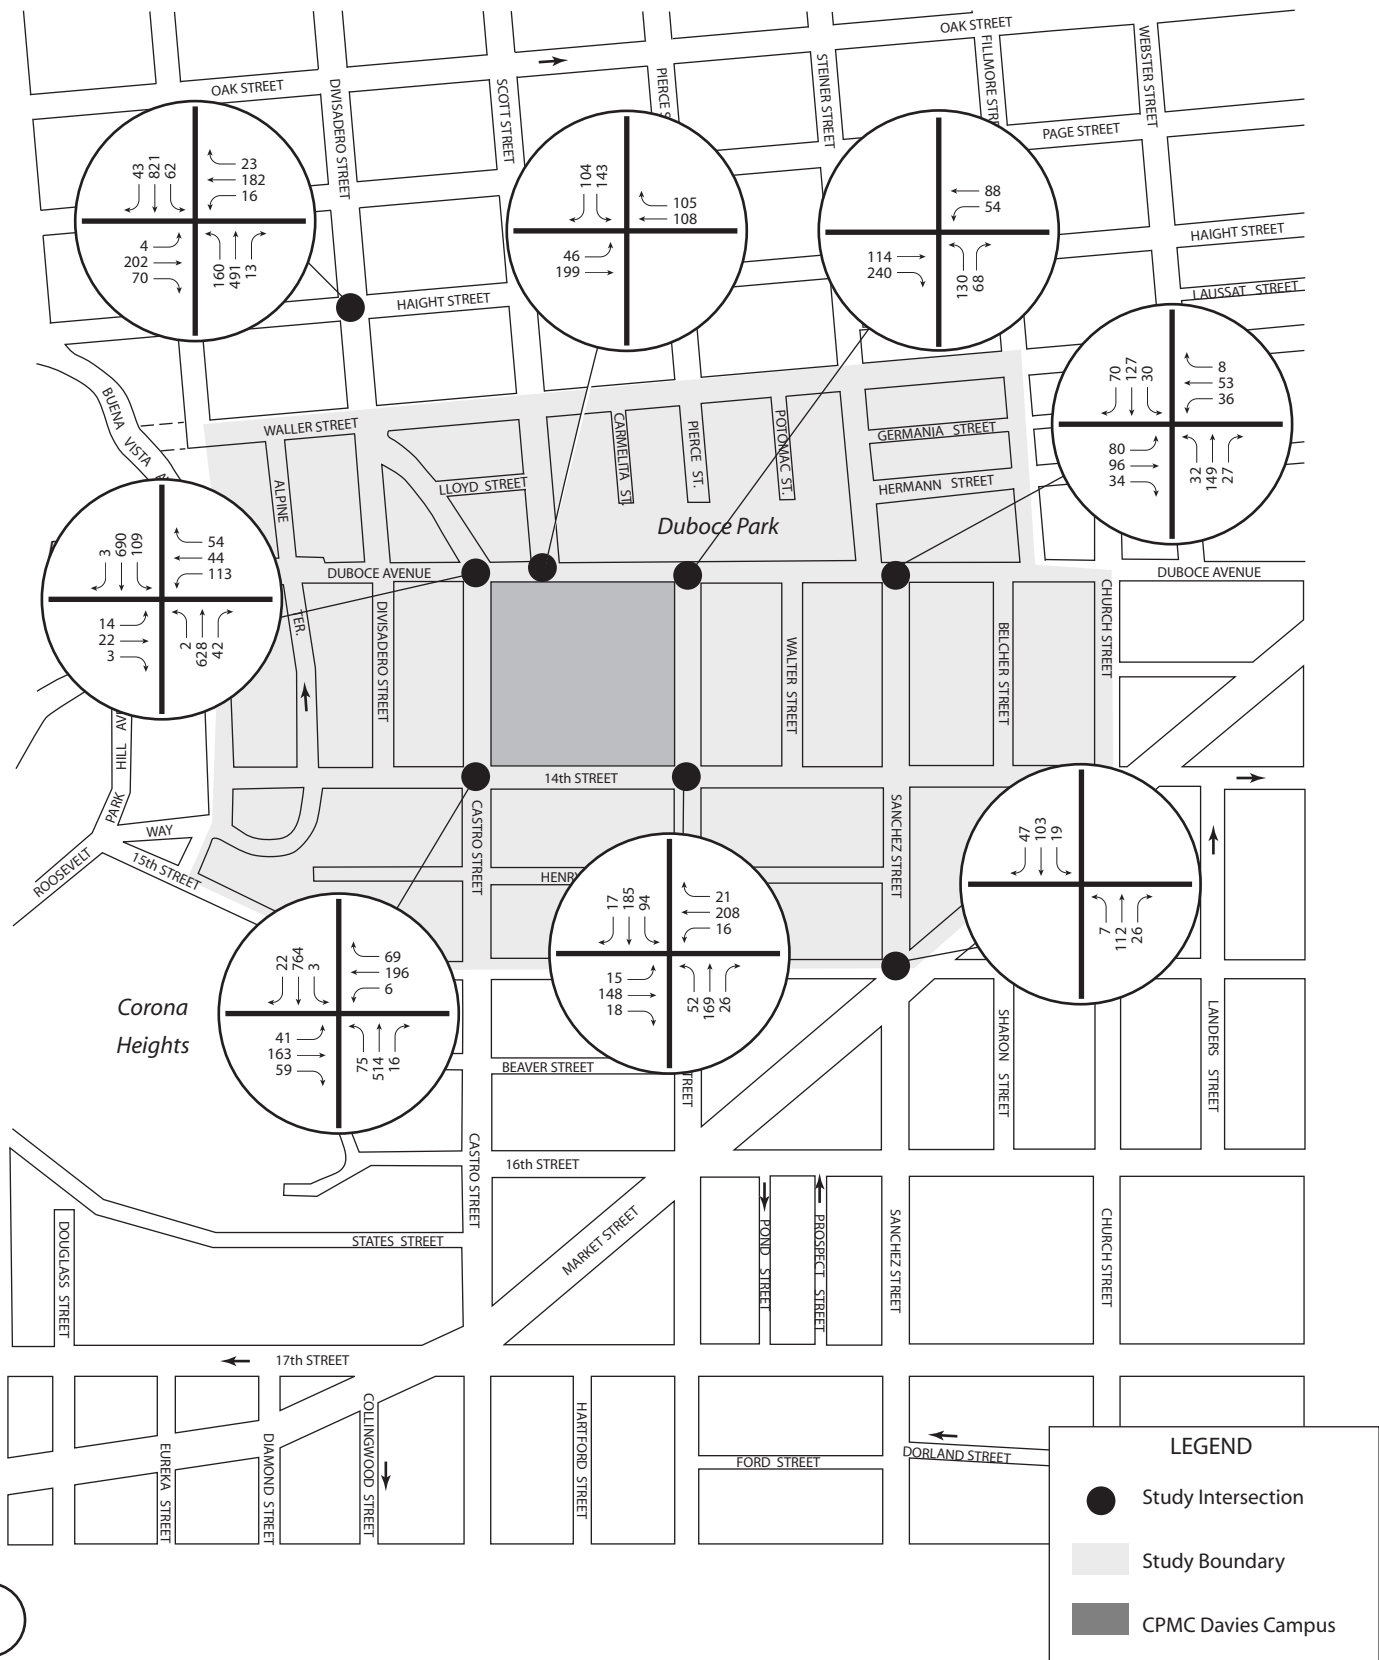 OAK STREET
OAK STREET
DIVISADERO STREET
SCOTT STREET
PIERCE S
STEINER STREET
FILLMORE STR
WEBSTER STREET
PAGE STREET
HAIGHT STREET
LAUSSAT STREET
HAIGHT STREET
43 821 62
23
182
16
4
202
70
160 491 13
104 143
105
108
46
199
88
54
114
240
130 68
70 127 30
8
53
36
80
96
34
32 149 27
BUENA VISTA
WALLER STREET
ALPINE
TER.
LLOYD STREET
CARMELITA ST.
PIERCE ST.
POTOMAC ST.
GERMANIA STREET
HERMANN STREET
Duboce Park
3 690 109
54
44
113
14
22
3
2 628 42
DUBOCE AVENUE
DUBOCE AVENUE
DIVISADERO STREET
WALTER STREET
BELCHER STREET
CHURCH STREET
PARK HILL AV
14th STREET
WAY
ROOSEVELT
15th STREET
CASTRO STREET
HENRY
SANCHEZ STREET
47 103 19
7 112 26
17 185 94
21
208
16
15
148
18
52 169 26
22 764 3
69
196
6
41
163
59
75 514 16
Corona
Heights
BEAVER STREET
TREET
SHARON STREET
LANDERS STREET
16th STREET
CASTRO STREET
MARKET STREET
POND STREET
PROSPECT STREET
SANCHEZ STREET
CHURCH STREET
DOUGLASS STREET
STATES STREET
17th STREET
EUREKA STREET
DIAMOND STREET
COLLINGWOOD STREET
HARTFORD STREET
FORD STREET
DORLAND STREET
LEGEND
Study Intersection
Study Boundary
CPMC Davies Campus